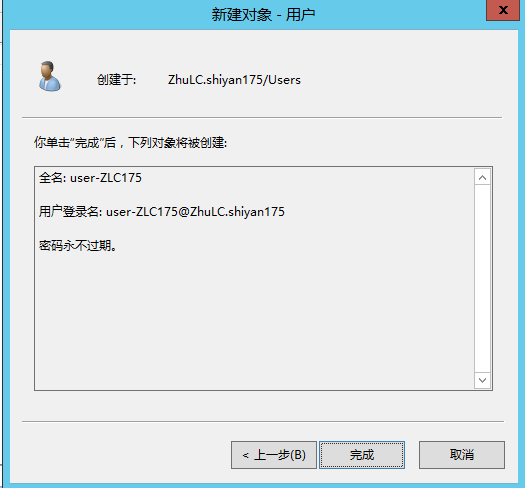 新建对象 - 用户
x
创建于: ZhuLC.shiyan175/Users
你单击“完成”后，下列对象将被创建:
全名: user-ZLC175
用户登录名: user-ZLC175@ZhuLC.shiyan175
密码永不过期。
< 上一步(B) 完成 取消